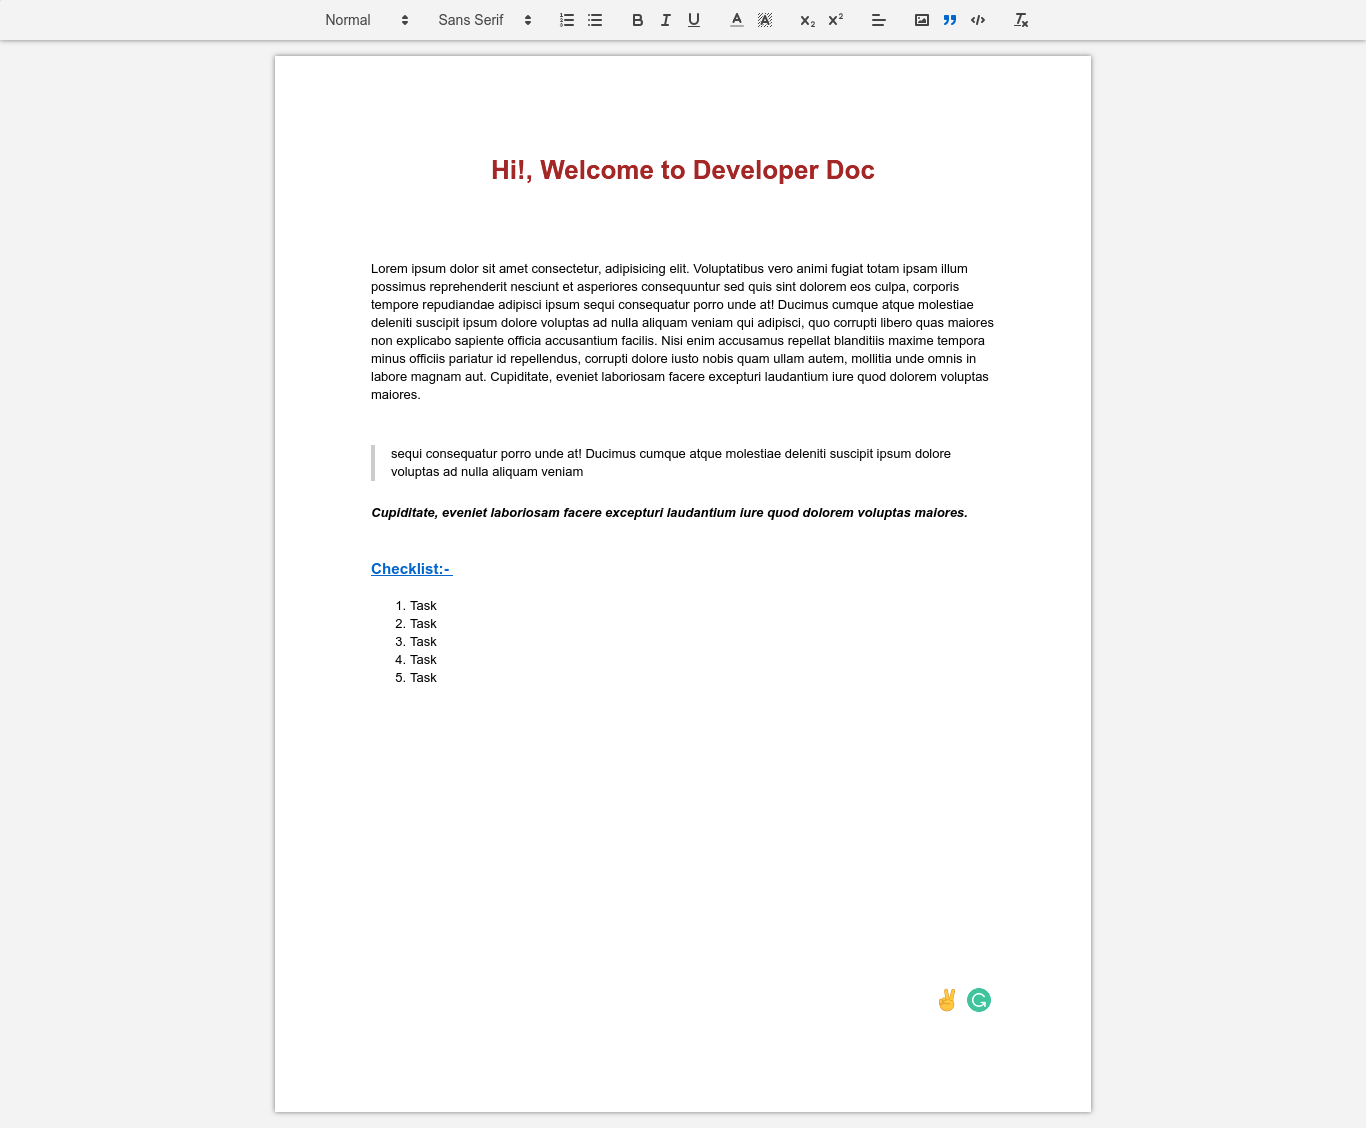 Normal Sans Serif
Hi!, Welcome to Developer Doc
Lorem ipsum dolor sit amet consectetur, adipisicing elit. Voluptatibus vero animi fugiat totam ipsam illum
possimus reprehenderit nesciunt et asperiores consequuntur sed quis sint dolorem eos culpa, corporis
tempore repudiandae adipisci ipsum sequi consequatur porro unde at! Ducimus cumque atque molestiae
deleniti suscipit ipsum dolore voluptas ad nulla aliquam veniam qui adipisci, quo corrupti libero quas maiores
non explicabo sapiente officia accusantium facilis. Nisi enim accusamus repellat blanditiis maxime tempora
minus officiis pariatur id repellendus, corrupti dolore iusto nobis quam ullam autem, mollitia unde omnis in
labore magnam aut. Cupiditate, eveniet laboriosam facere excepturi laudantium iure quod dolorem voluptas
maiores.
sequi consequatur porro unde at! Ducimus cumque atque molestiae deleniti suscipit ipsum dolore
voluptas ad nulla aliquam veniam
Cupiditate, eveniet laboriosam facere excepturi laudantium iure quod dolorem voluptas maiores.
Checklist:-
1. Task
2. Task
3. Task
4. Task
5. Task